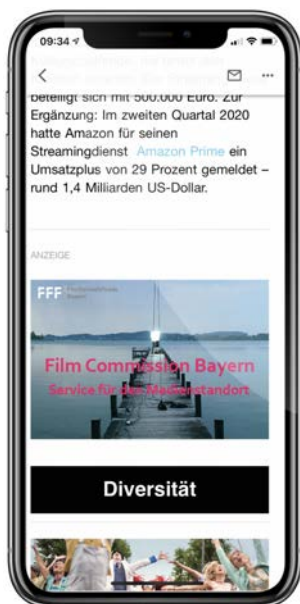 09:34
beteiligt sich mit 500.000 Euro. Zur
Ergänzung: Im zweiten Quartal 2020
hatte Amazon für seinen
Streamingdienst Amazon Prime ein
Umsatzplus von 29 Prozent gemeldet –
rund 1,4 Milliarden US-Dollar.
ANZEIGE
FFF
Film Commission Bayern
Service für den Medienstandort
Diversität